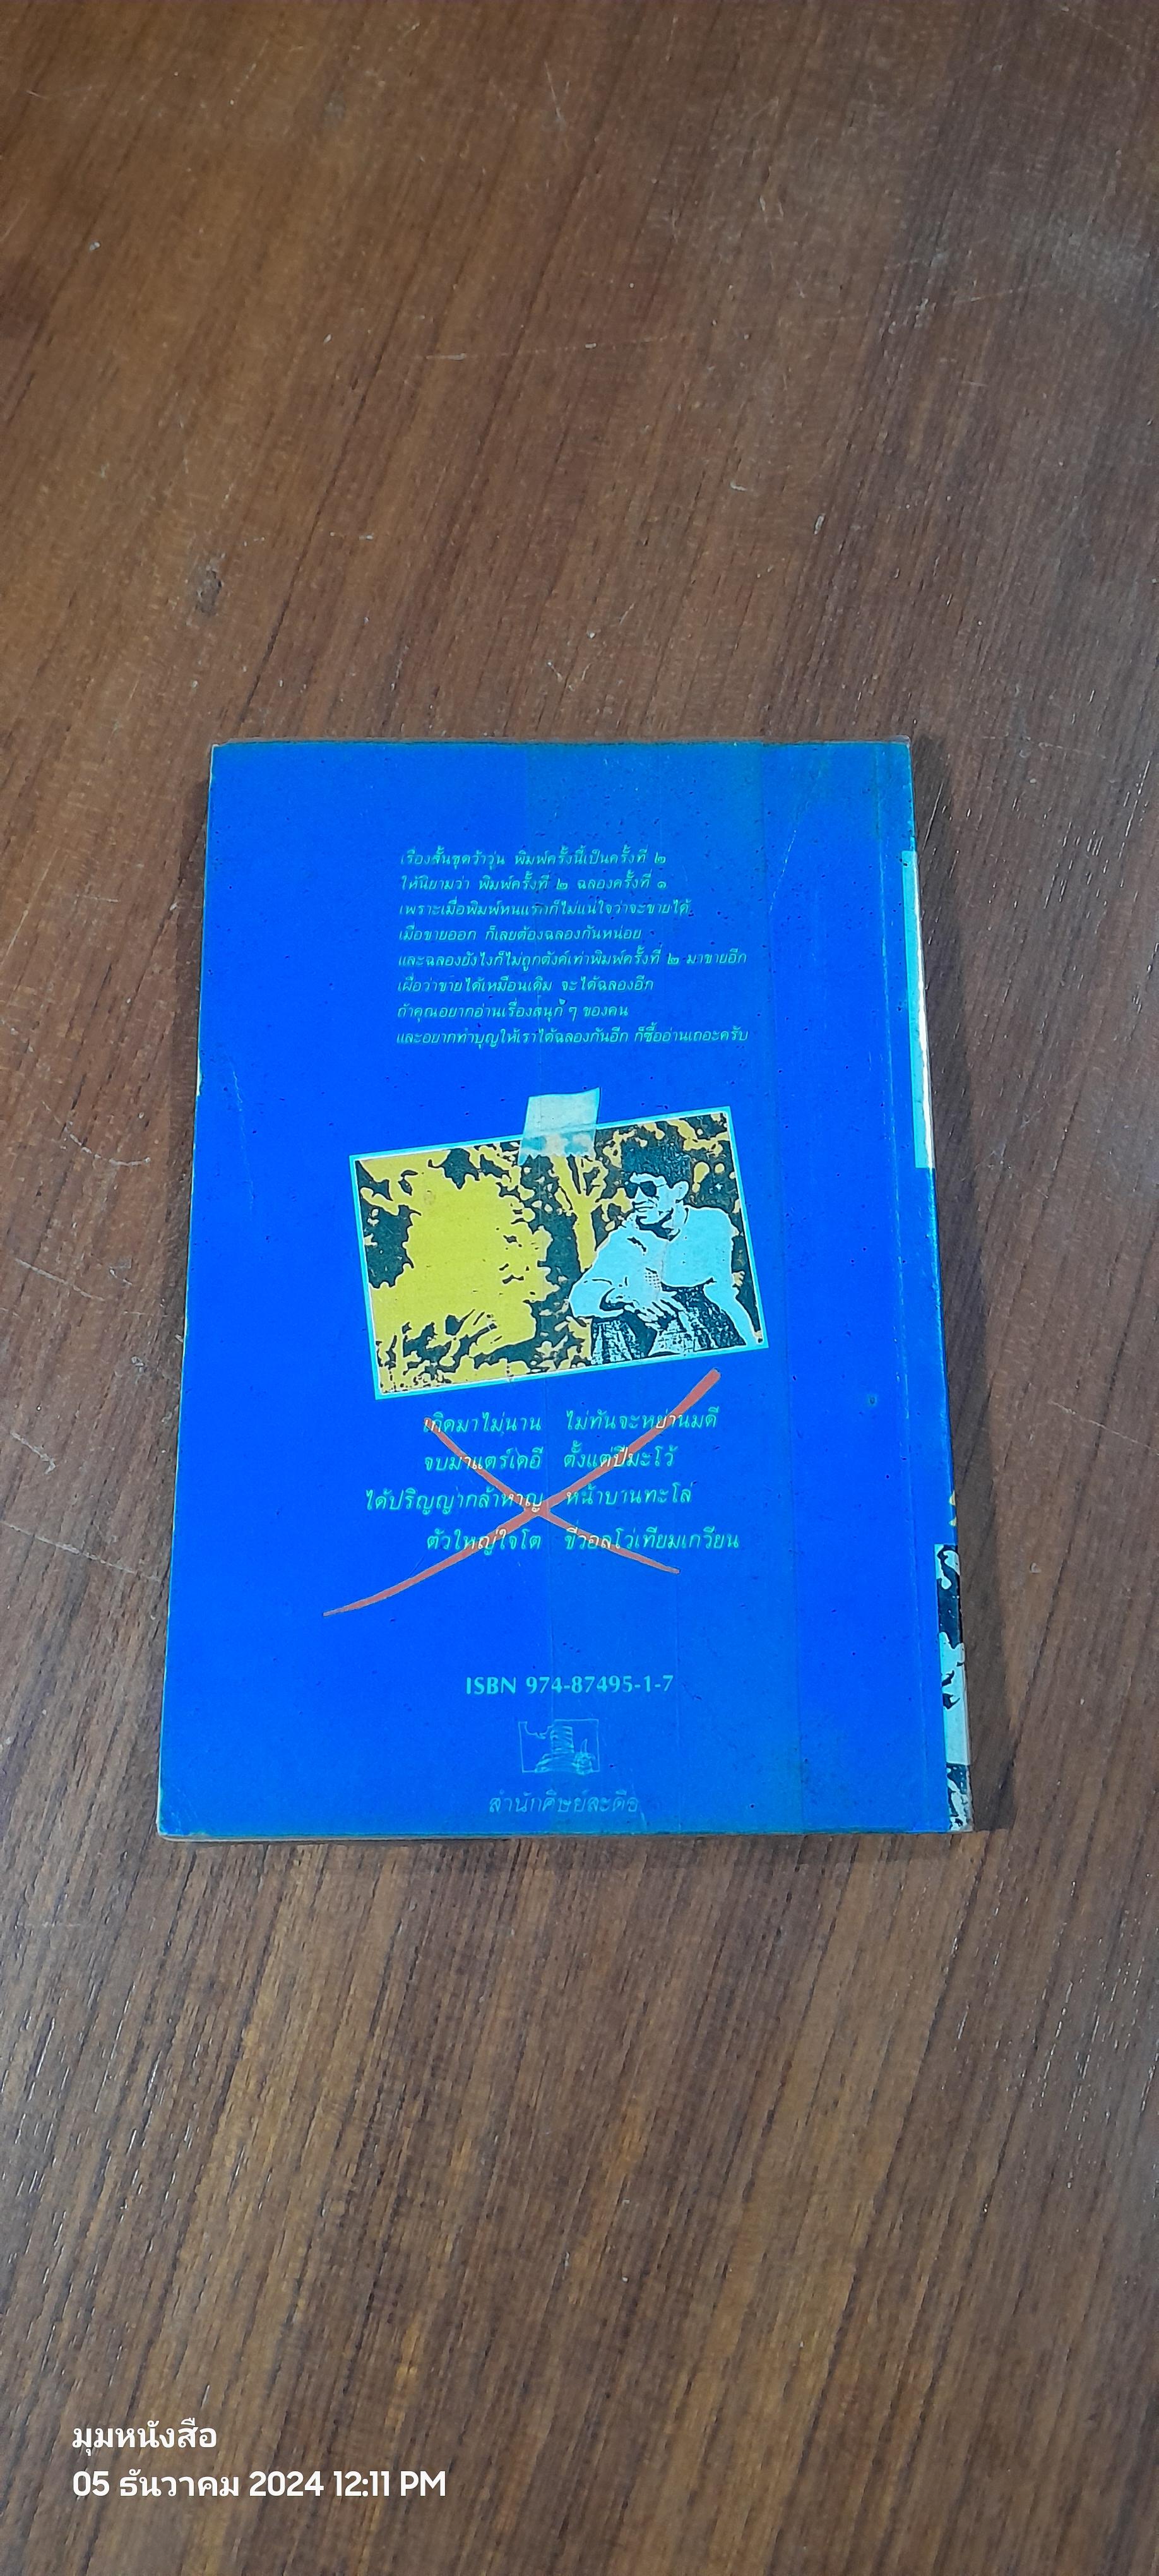 เรื่องสั้นชุดว้าวุ่น พิมพ์ครั้งนี้เป็นครั้งที่ ๒
ให้นิยามว่า พิมพ์ครั้งที่ ๒ ฉลองครั้งที่ ๑
เพราะเมื่อพิมพ์หนแรกก็ไม่แน่ใจว่าจะขายได้
เมื่อขายออก ก็เลยต้องฉลองกันหน่อย
และฉลองยังไงก็ไม่ถูกตังค์เท่าพิมพ์ครั้งที่ ๒ มาขายอีก
เผื่อว่าขายได้เหมือนเดิม จะได้ฉลองอีก
ถ้าคุณอยากอ่านเรื่องสนุก ๆ ของคน
และอยากทำบุญให้เราได้ฉลองกันอีก ก็ซื้ออ่านเถอะครับ
เกิดมาไม่นาน ไม่ทันจะหย่านมดี
จบมาแตร์เดอี ตั้งแต่ปีมะโว้
ได้ปริญญากล้าหาญ หน้าบานทะโล่
ตัวใหญ่ใจโต ขี่วอลโว่เทียมเกวียน
ISBN 974-87495-1-7
สำนักศิษย์สะดือ
มุมหนังสือ
05 ธันวาคม 2024 12:11 PM